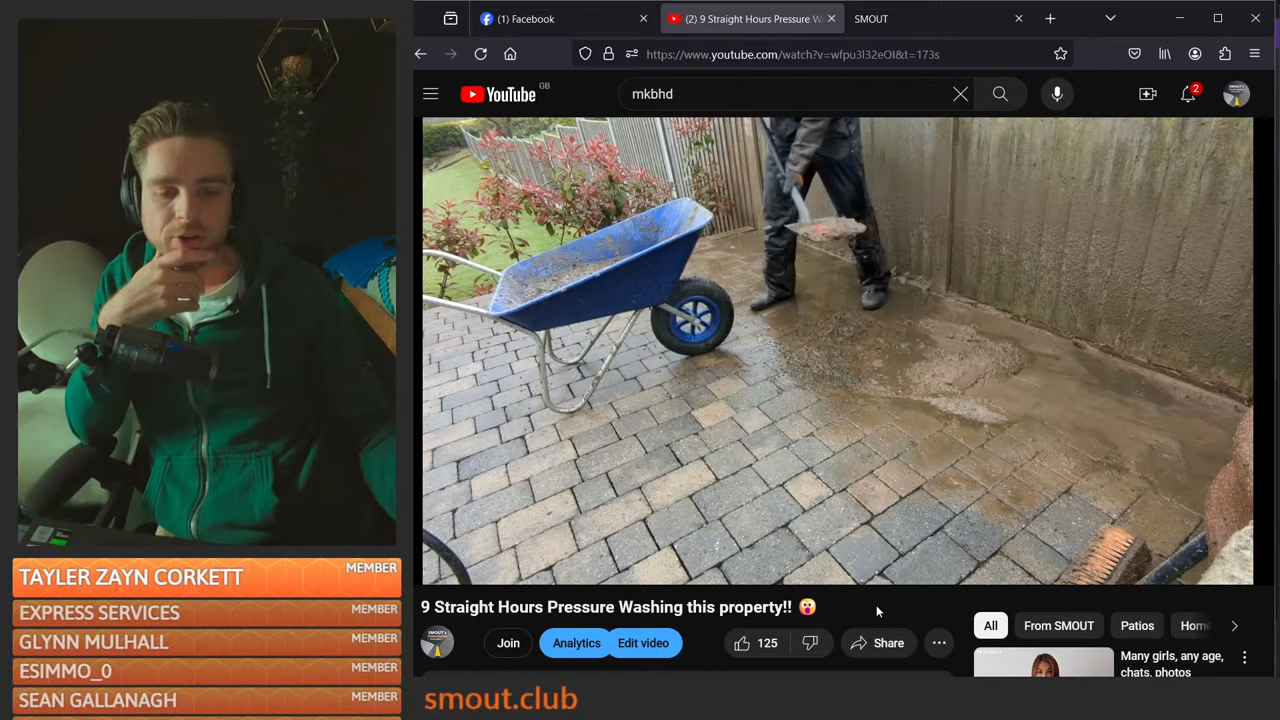 (1) Facebook
(2) 9 Straight Hours Pressure Wa
SMOUT
https://www.youtube.com/watch?v=wfpu3l32eOI&t=173s
YouTube GB
mkbhd
2
9 Straight Hours Pressure Washing this property!! 😲
Join
Analytics
Edit video
125
Share
All
From SMOUT
Patios
Home
Many girls, any age,
chats, photos
TAYLER ZAYN CORKETT MEMBER
EXPRESS SERVICES MEMBER
GLYNN MULHALL MEMBER
ESIMMO_0 MEMBER
SEAN GALLANAGH MEMBER
smout.club